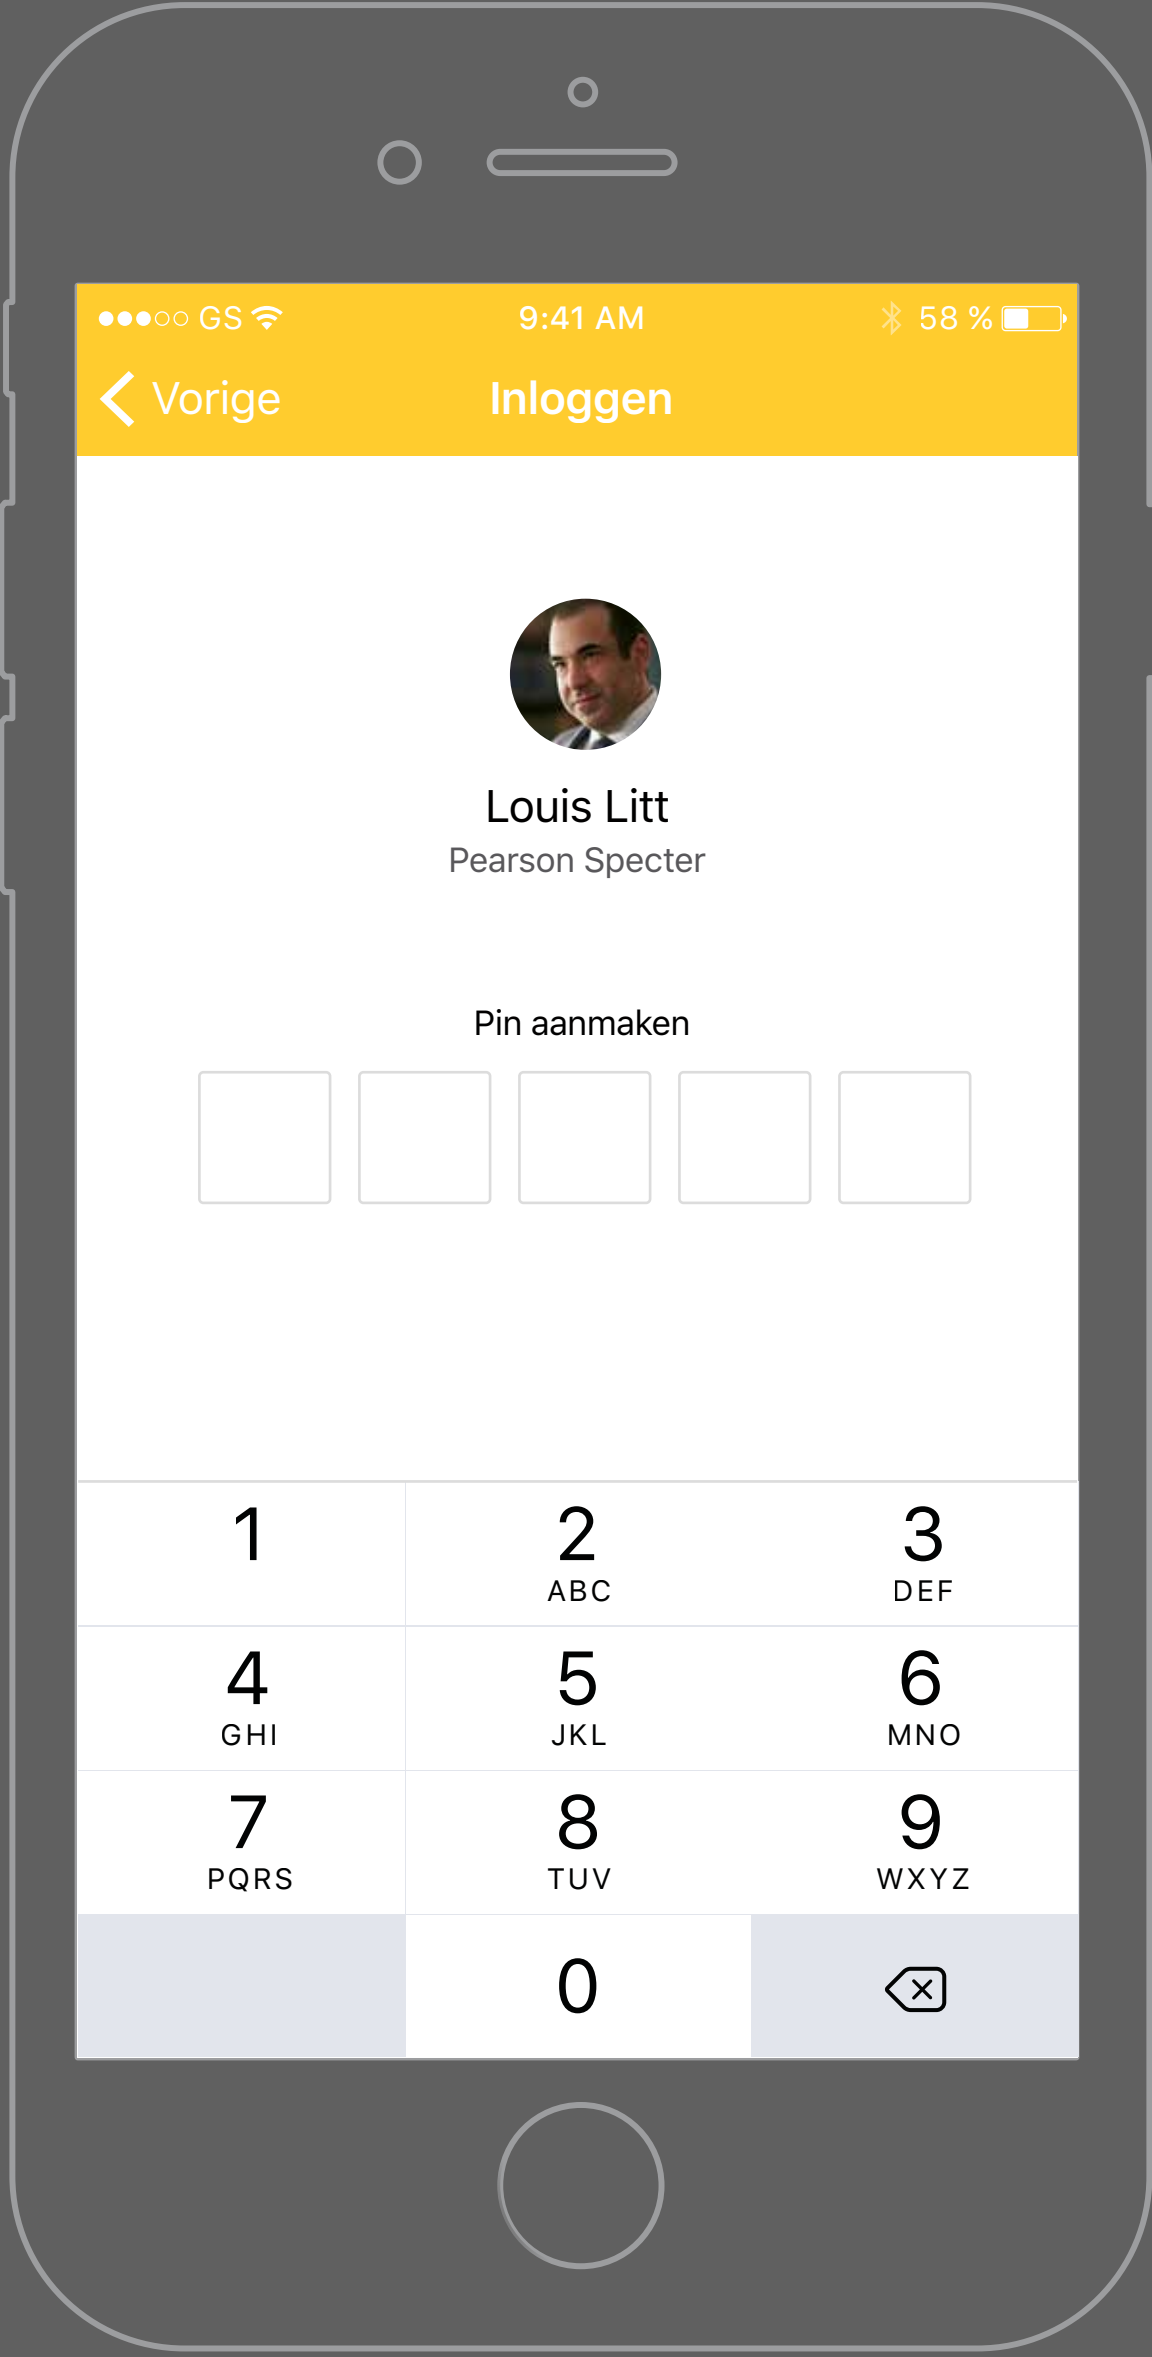 GS 9:41 AM 58 %
Vorige Inloggen
Louis Litt
Pearson Specter
Pin aanmaken
1 2 3
ABC DEF
4 5 6
GHI JKL MNO
7 8 9
PQRS TUV WXYZ
0